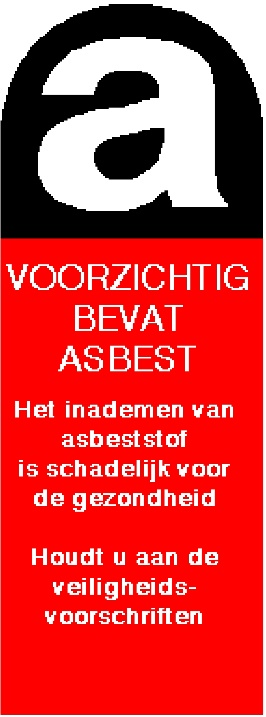 a
VOORZICHTIG
BEVAT
ASBEST
Het inademen van
asbeststof
is schadelijk voor
de gezondheid
Houdt u aan de
veiligheids-
voorschriften